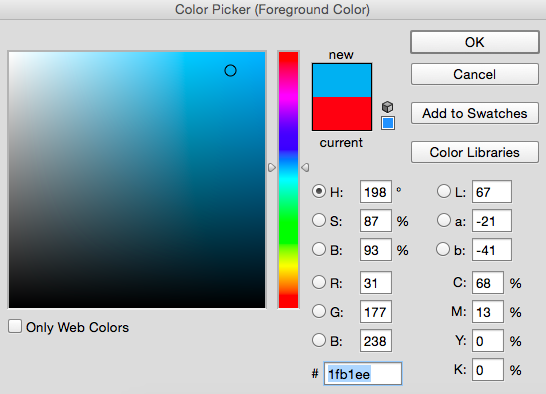 Color Picker (Foreground Color)
new
current
Only Web Colors
OK
Cancel
Add to Swatches
Color Libraries
H: 198 °
S: 87 %
B: 93 %
R: 31
G: 177
B: 238
# 1fb1ee
L: 67
a: -21
b: -41
C: 68 %
M: 13 %
Y: 0 %
K: 0 %